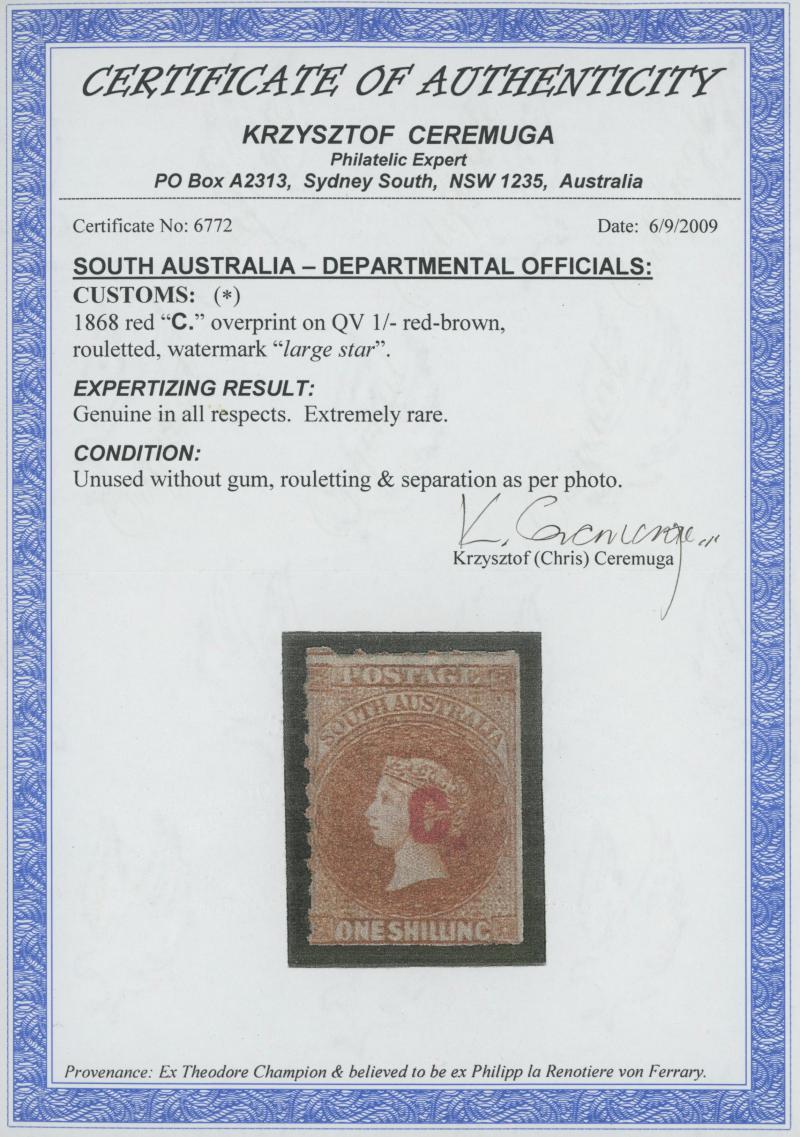 CERTIFICATE OF AUTHENTICITY
KRZYSZTOF CEREMUGA
Philatelic Expert
PO Box A2313, Sydney South, NSW 1235, Australia
Certificate No: 6772 Date: 6/9/2009
SOUTH AUSTRALIA – DEPARTMENTAL OFFICIALS:
CUSTOMS: (*)
1868 red “C.” overprint on QV 1/- red-brown,
rouletted, watermark “large star”.
EXPERTIZING RESULT:
Genuine in all respects. Extremely rare.
CONDITION:
Unused without gum, rouletting & separation as per photo.
K. Ceremuga
Krzysztof (Chris) Ceremuga
POSTAGE
SOUTH AUSTRALIA
C.
ONE SHILLING
Provenance: Ex Theodore Champion & believed to be ex Philipp la Renotiere von Ferrary.